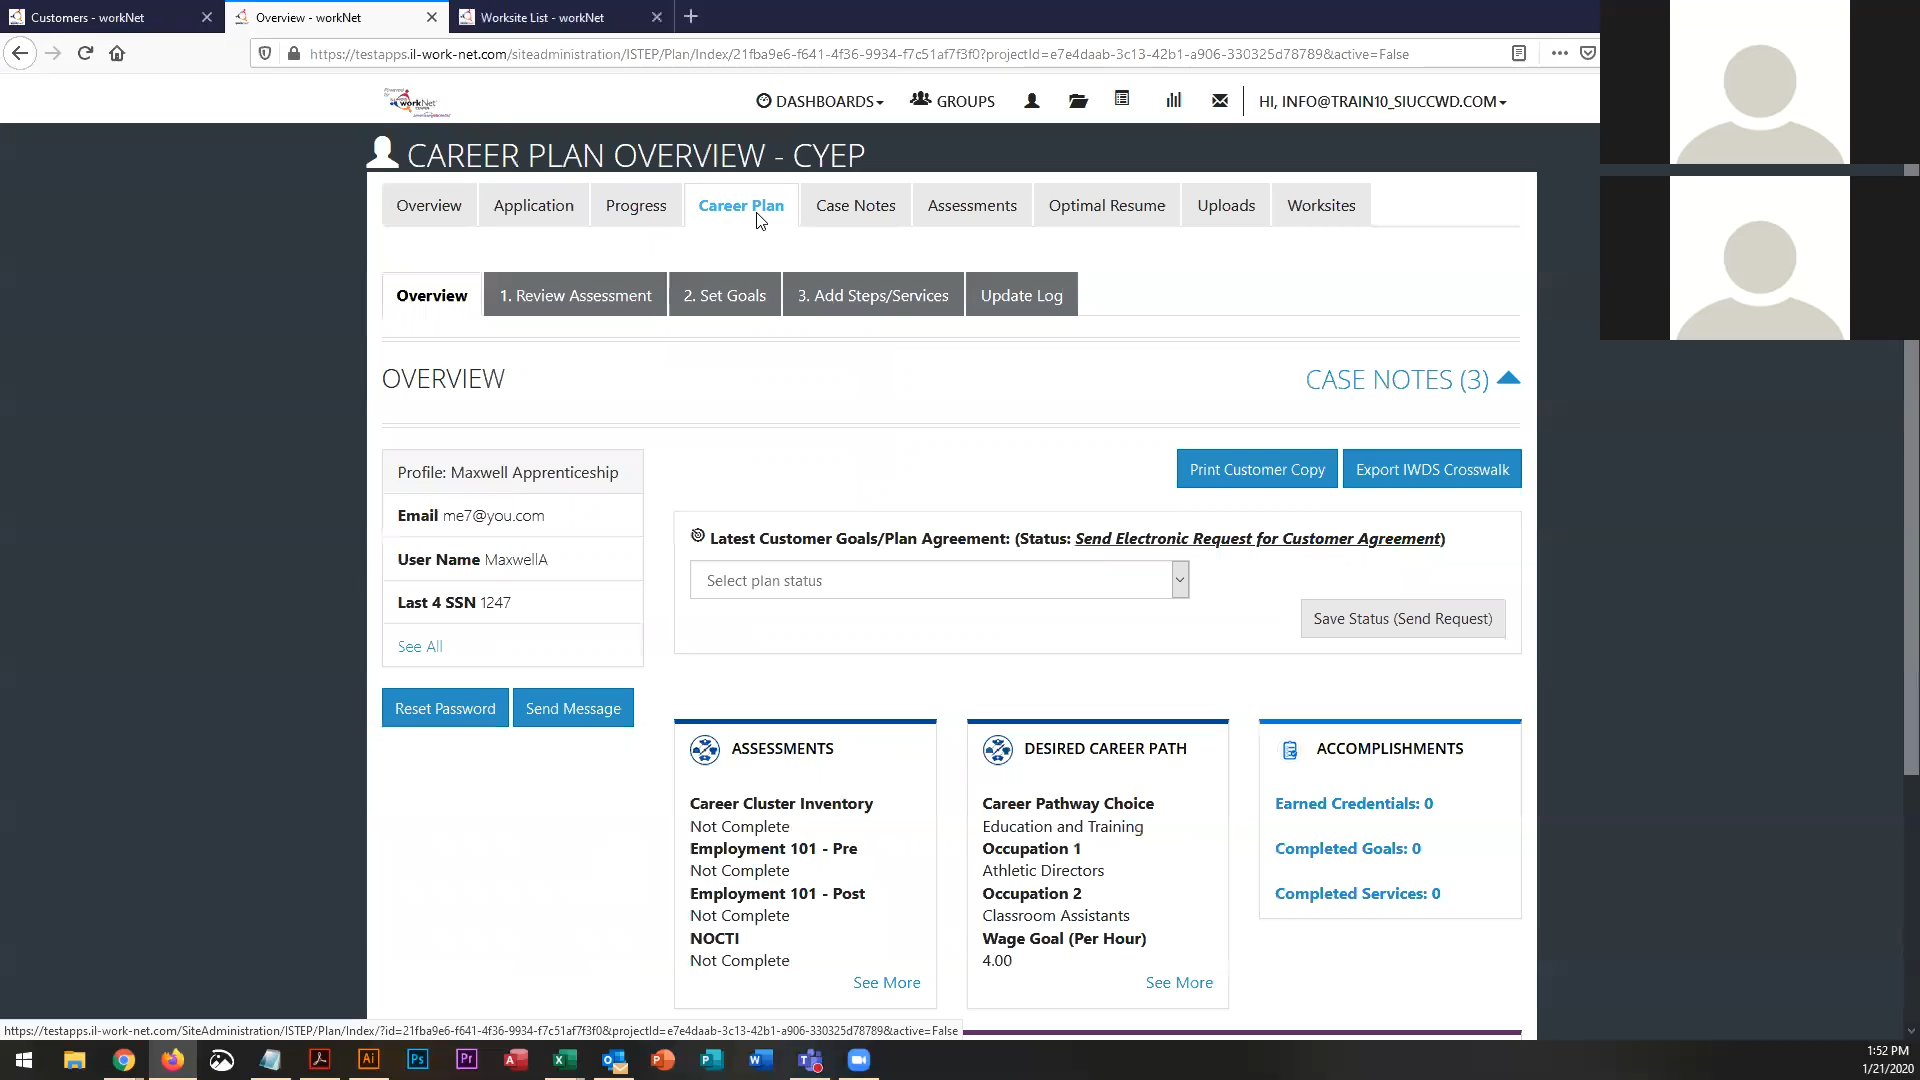 Customers - workNet
Overview - workNet
Worksite List - workNet
https://testapps.il-work-net.com/siteadministration/ISTEP/Plan/Index/21fba9e6-f641-4f36-9934-f7c51af7f3f0?projectId=e7e4daab-3c13-42b1-a906-330325d78789&active=False
workNet
DASHBOARDS
GROUPS
HI, INFO@TRAIN10_SIUCCWD.COM
CAREER PLAN OVERVIEW - CYEP
Overview
Application
Progress
Career Plan
Case Notes
Assessments
Optimal Resume
Uploads
Worksites
Overview
1. Review Assessment
2. Set Goals
3. Add Steps/Services
Update Log
OVERVIEW
CASE NOTES (3)
Profile: Maxwell Apprenticeship
Email me7@you.com
User Name MaxwellA
Last 4 SSN 1247
See All
Reset Password
Send Message
Print Customer Copy
Export IWDS Crosswalk
Latest Customer Goals/Plan Agreement: (Status: Send Electronic Request for Customer Agreement)
Select plan status
Save Status (Send Request)
ASSESSMENTS
Career Cluster Inventory
Not Complete
Employment 101 - Pre
Not Complete
Employment 101 - Post
Not Complete
NOCTI
Not Complete
See More
DESIRED CAREER PATH
Career Pathway Choice
Education and Training
Occupation 1
Athletic Directors
Occupation 2
Classroom Assistants
Wage Goal (Per Hour)
4.00
See More
ACCOMPLISHMENTS
Earned Credentials: 0
Completed Goals: 0
Completed Services: 0
https://testapps.il-work-net.com/SiteAdministration/ISTEP/Plan/Index/?id=21fba9e6-f641-4f36-9934-f7c51af7f3f0&projectId=e7e4daab-3c13-42b1-a906-330325d78789&active=False
1:52 PM
1/21/2020